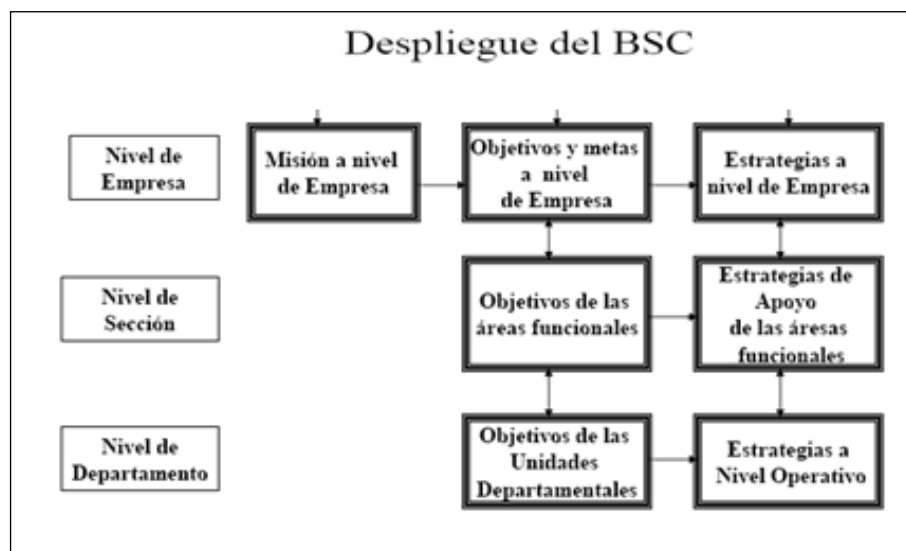 Despliegue del BSC
Nivel de
Empresa
Misión a nivel
de Empresa
Objetivos y metas
a nivel
de Empresa
Estrategias a
nivel de Empresa
Nivel de
Sección
Objetivos de las
áreas funcionales
Estrategias de
Apoyo
de las áresas
funcionales
Nivel de
Departamento
Objetivos de las
Unidades
Departamentales
Estrategias a
Nivel Operativo